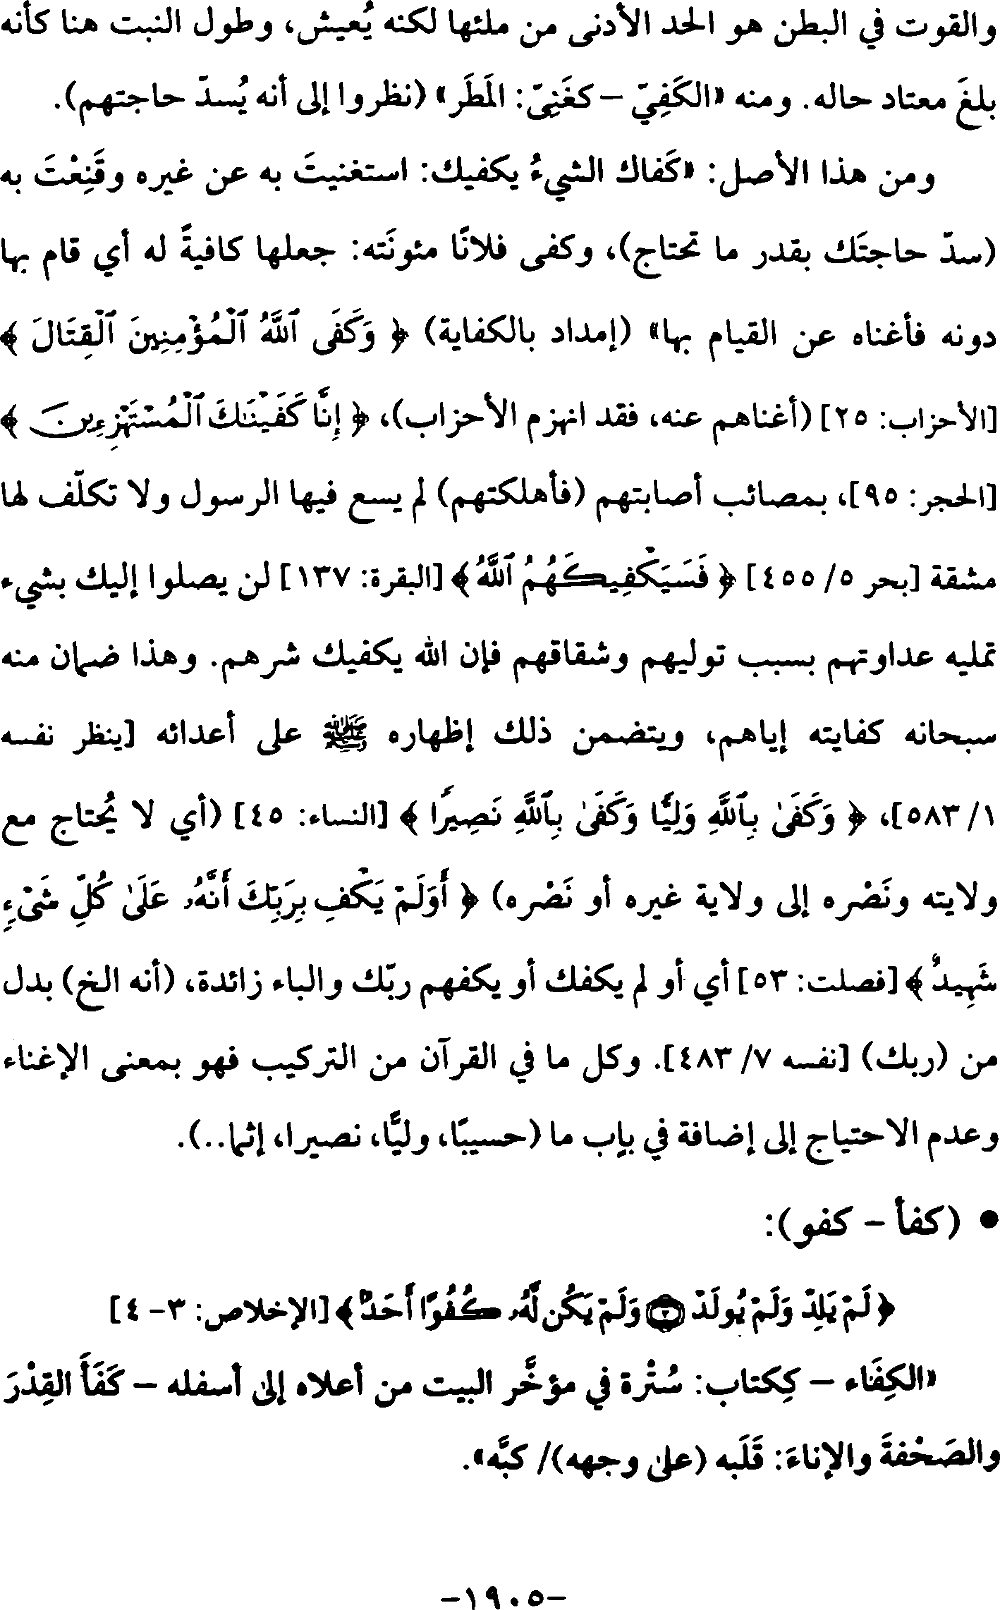 والقوت في البطن هو الحد الأدنى من ملئها لكنه يُعيش، وطول النبت هنا كأنه
بلغَ معتاد حاله. ومنه «الكَفِيّ – كغَنِيّ: المَطَر» (نظروا إلى أنه يُسدّ حاجتهم).
ومن هذا الأصل: «كَفاك الشيءُ يكفيك: استغنيتَ به عن غيره وقَنِعْتَ به
(سدّ حاجتَك بقدر ما تحتاج)، وكفى فلانًا مئونَته: جعلها كافيةً له أي قام بها
دونه فأغناه عن القيام بها» (إمداد بالكفاية) ﴿ وَكَفَى ٱللَّهُ ٱلْمُؤْمِنِينَ ٱلْقِتَالَ ﴾
[الأحزاب: ٢٥] (أغناهم عنه، فقد انهزم الأحزاب)، ﴿ إِنَّا كَفَيْنَـٰكَ ٱلْمُسْتَهْزِءِينَ ﴾
[الحجر: ٩٥]، بمصائب أصابتهم (فأهلكتهم) لم يسع فيها الرسول ولا تكلّف لها
مشقة [بحر ٥/ ٤٥٥] ﴿ فَسَيَكْفِيكَهُمُ ٱللَّهُ ﴾ [البقرة: ١٣٧] لن يصلوا إليك بشيء
تمليه عداوتهم بسبب توليهم وشقاقهم فإن الله يكفيك شرهم. وهذا ضمان منه
سبحانه كفايته إياهم، ويتضمن ذلك إظهاره ﷺ على أعدائه [ينظر نفسه
١/ ٥٨٣]، ﴿ وَكَفَىٰ بِٱللَّهِ وَلِيًّا وَكَفَىٰ بِٱللَّهِ نَصِيرًا ﴾ [النساء: ٤٥] (أي لا يُحتاج مع
ولايته ونَصْره إلى ولاية غيره أو نَصْره) ﴿ أَوَلَمْ يَكْفِ بِرَبِّكَ أَنَّهُۥ عَلَىٰ كُلِّ شَىْءٍ
شَهِيدٌ ﴾ [فصلت: ٥٣] أي أو لم يكفك أو يكفهم ربّك والباء زائدة، (أنه الخ) بدل
من (ربك) [نفسه ٧/ ٤٨٣]. وكل ما في القرآن من التركيب فهو بمعنى الإغناء
وعدم الاحتياج إلى إضافة في بابِ ما (حسيبًا، وليًّا، نصيرا، إثما..).
• (كفأ – كفو):
﴿ لَمْ يَلِدْ وَلَمْ يُولَدْ ۝٣ وَلَمْ يَكُن لَّهُۥ كُفُوًا أَحَدٌۢ ﴾ [الإخلاص: ٣- ٤]
«الكِفَاء – ككِتاب: سُتْرة في مؤخَّر البيت من أعلاه إلى أسفله – كَفَأَ القِدْرَ
والصَحْفةَ والإناءَ: قَلَبه (على وجهه)/ كبَّه».
-١٩٠٥-